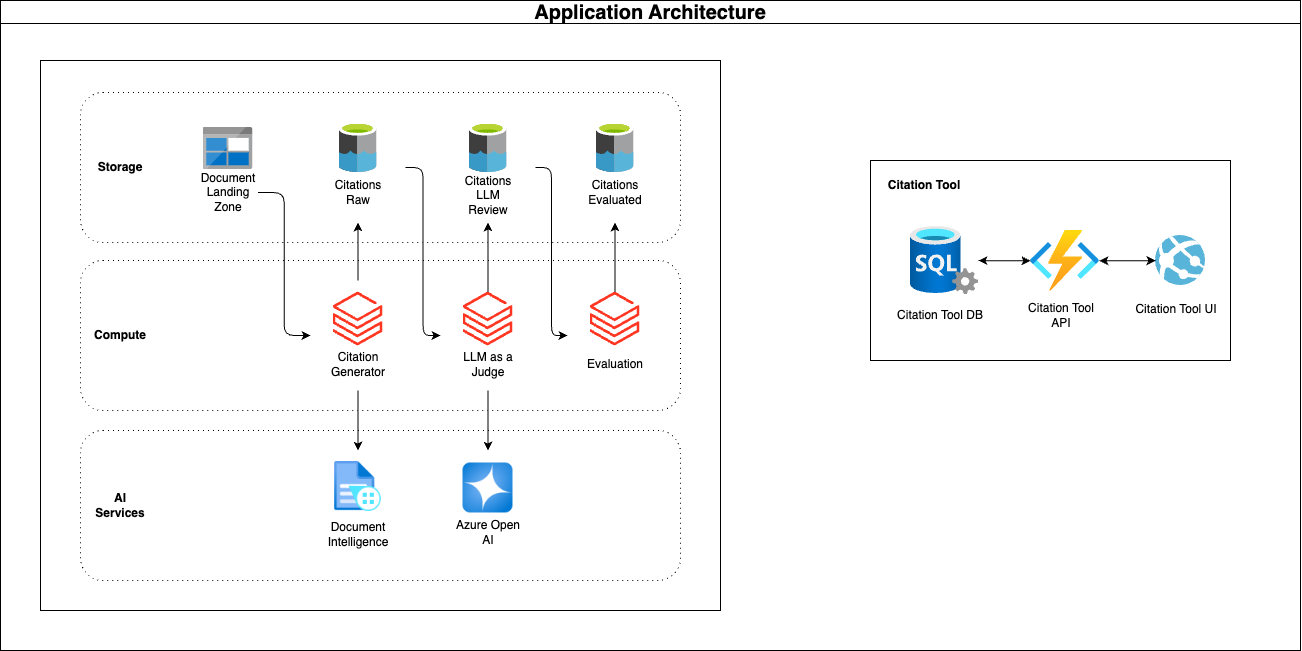 Application Architecture
Storage
Document
Landing
Zone
Citations
Raw
Citations
LLM
Review
Citations
Evaluated
Compute
Citation
Generator
LLM as a
Judge
Evaluation
AI
Services
Document
Intelligence
Azure Open
AI
Citation Tool
SQL
Citation Tool DB
Citation Tool
API
Citation Tool UI